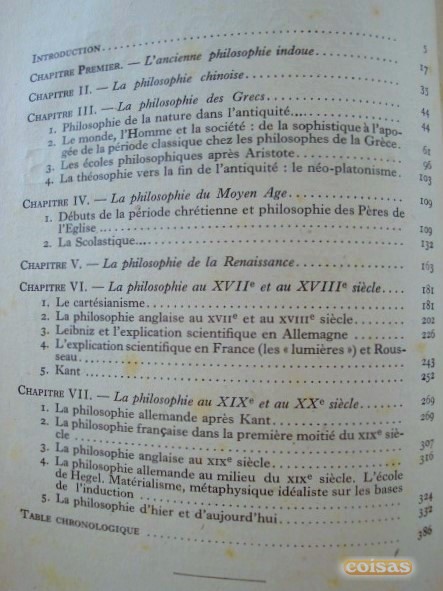 INTRODUCTION 5
CHAPITRE PREMIER. — L'ancienne philosophie indoue 17
CHAPITRE II. — La philosophie chinoise 35
CHAPITRE III. — La philosophie des Grecs 44
1. Philosophie de la nature dans l'antiquité... 44
2. Le monde, l'Homme et la société : de la sophistique à l'apo-
gée de la période classique chez les philosophes de la Grèce. 61
3. Les écoles philosophiques après Aristote 96
4. La théosophie vers la fin de l'antiquité : le néo-platonisme. 103
CHAPITRE IV. — La philosophie du Moyen Age 109
1. Débuts de la période chrétienne et philosophie des Pères de
l'Eglise 109
2. La Scolastique... 132
CHAPITRE V. — La philosophie de la Renaissance 163
CHAPITRE VI. — La philosophie au XVIIe et au XVIIIe siècle 181
1. Le cartésianisme 181
2. La philosophie anglaise au XVIIe et au XVIIIe siècle 202
3. Leibniz et l'explication scientifique en Allemagne 226
4. L'explication scientifique en France (les « lumières ») et Rous-
seau 243
5. Kant 252
CHAPITRE VII. — La philosophie au XIXe et au XXe siècle 269
1. La philosophie allemande après Kant 269
2. La philosophie française dans la première moitié du XIXe siè-
cle 307
3. La philosophie anglaise au XIXe siècle 316
4. La philosophie allemande au milieu du XIXe siècle. L'école
de Hegel. Matérialisme, métaphysique idéaliste sur les bases
de l'induction 324
5. La philosophie d'hier et d'aujourd'hui 352
TABLE CHRONOLOGIQUE 386
coisas